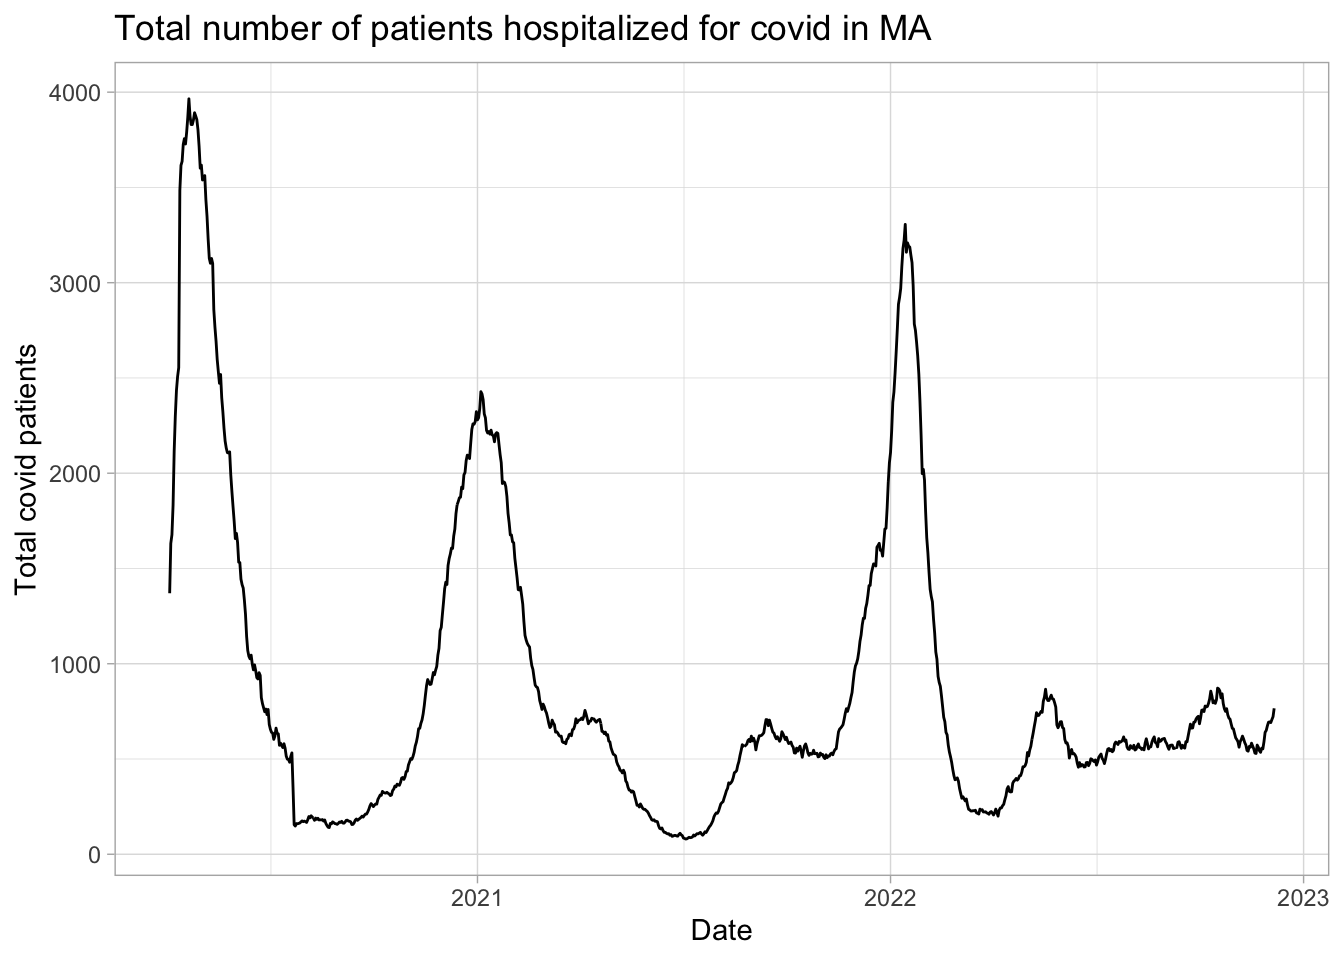 Total number of patients hospitalized for covid in MA
Total covid patients
4000
3000
2000
1000
0
2021
2022
2023
Date